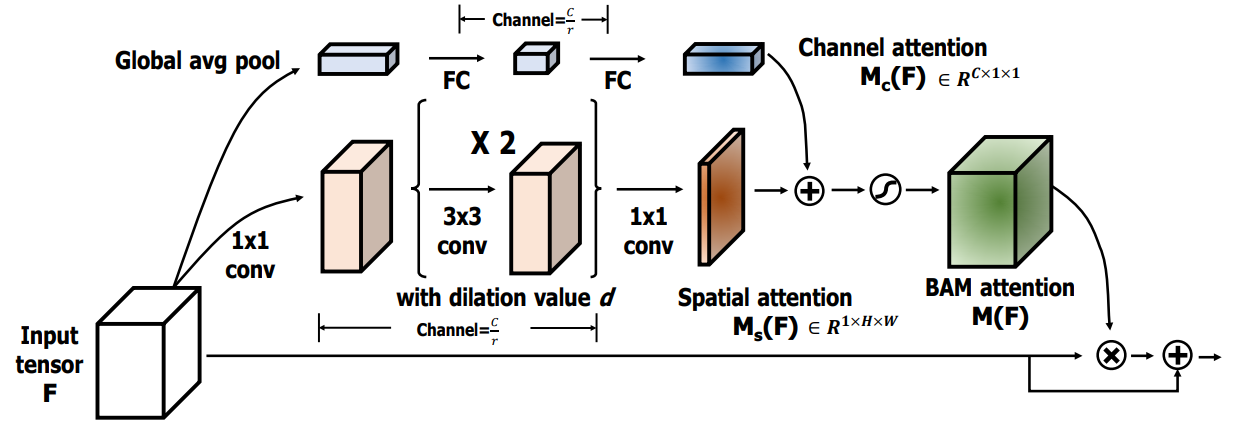 Channel=C/r
Global avg pool
FC
FC
Channel attention
Mc(F) ∈ R^C×1×1
X 2
1x1
conv
3x3
conv
1x1
conv
with dilation value d
Channel=C/r
Spatial attention
Ms(F) ∈ R^1×H×W
BAM attention
M(F)
Input
tensor
F